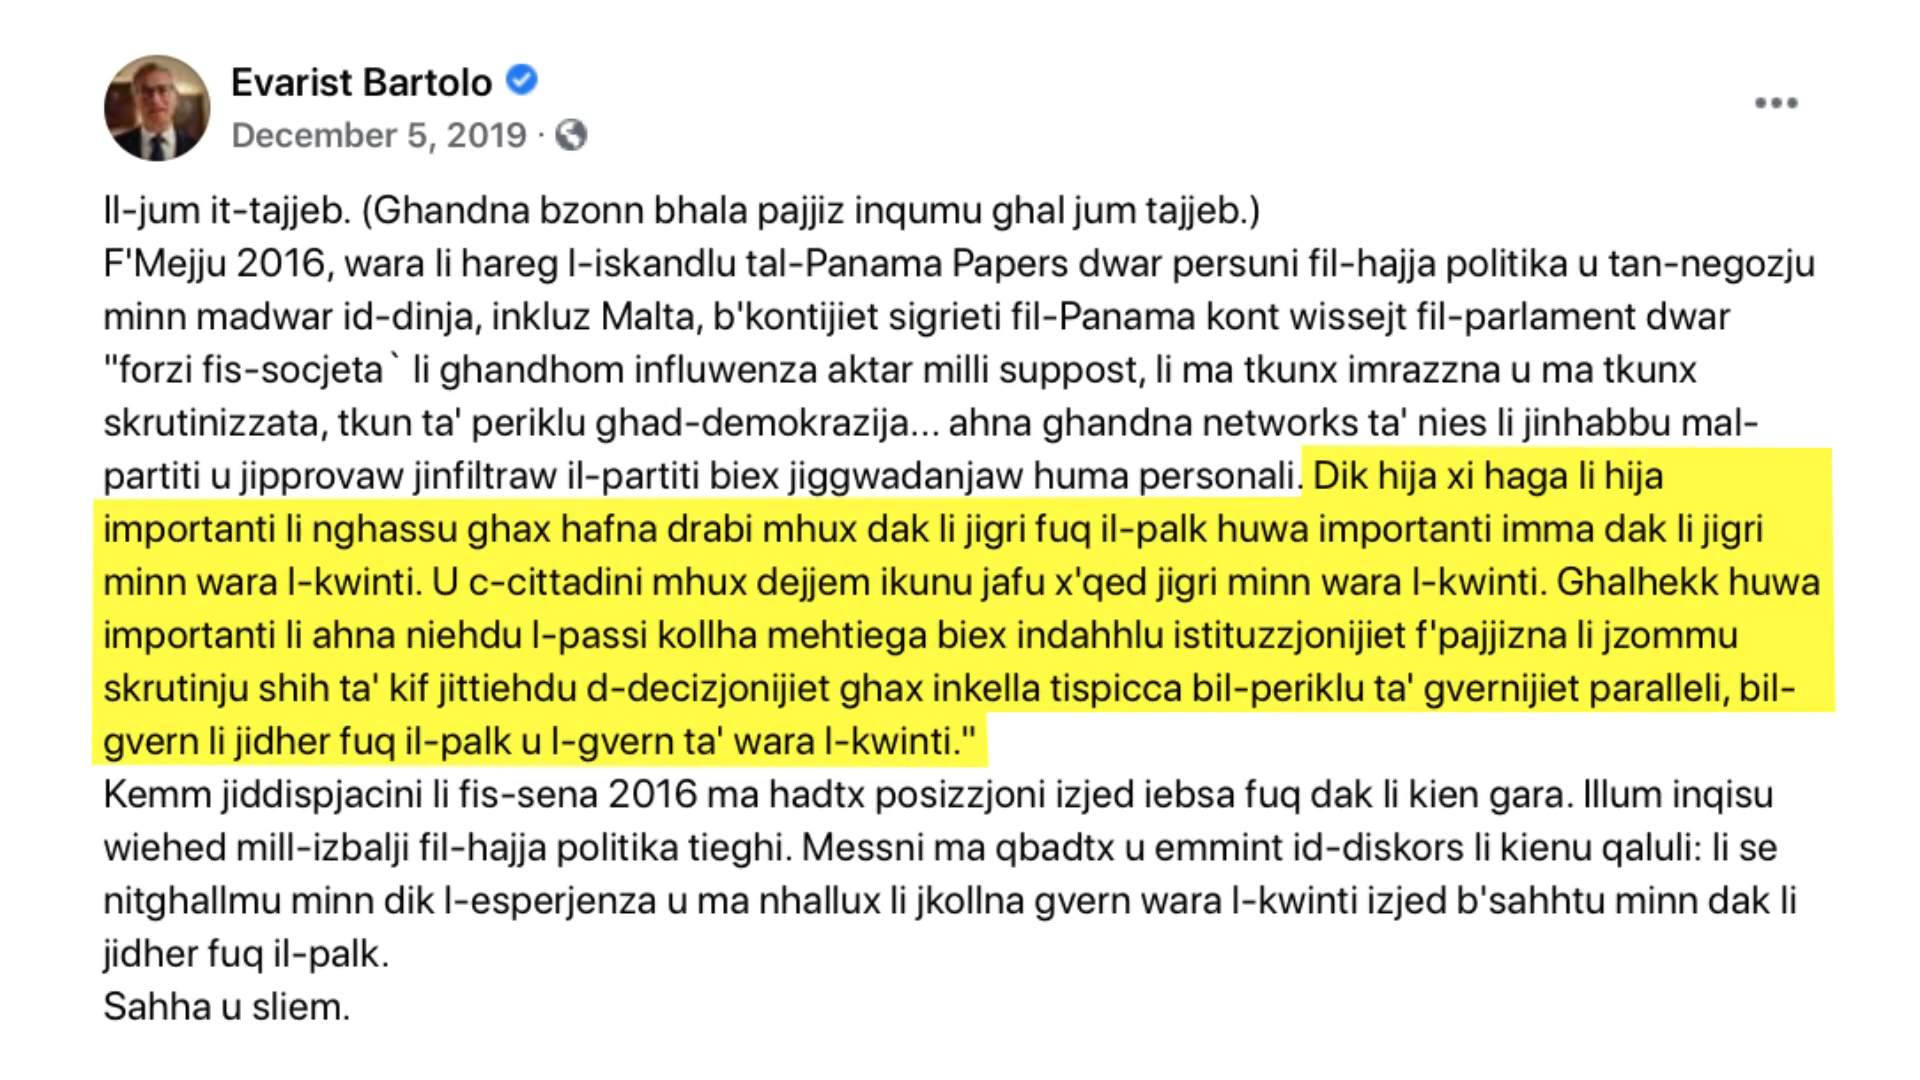 Evarist Bartolo
December 5, 2019 ·
Il-jum it-tajjeb. (Ghandna bzonn bhala pajjiz inqumu ghal jum tajjeb.)
F'Mejju 2016, wara li hareg l-iskandlu tal-Panama Papers dwar persuni fil-hajja politika u tan-negozju
minn madwar id-dinja, inkluz Malta, b'kontijiet sigrieti fil-Panama kont wissejt fil-parlament dwar
"forzi fis-socjeta` li ghandhom influwenza aktar milli suppost, li ma tkunx imrazzna u ma tkunx
skrutinizzata, tkun ta' periklu ghad-demokrazija... ahna ghandna networks ta' nies li jinhabbu mal-
partiti u jipprovaw jinfiltraw il-partiti biex jiggwadanjaw huma personali. Dik hija xi haga li hija
importanti li nghassu ghax hafna drabi mhux dak li jigri fuq il-palk huwa importanti imma dak li jigri
minn wara l-kwinti. U c-cittadini mhux dejjem ikunu jafu x'qed jigri minn wara l-kwinti. Ghalhekk huwa
importanti li ahna niehdu l-passi kollha mehtiega biex indahhlu istituzzjonijiet f'pajjizna li jzommu
skrutinju shih ta' kif jittiehdu d-decizjonijiet ghax inkella tispicca bil-periklu ta' gvernijiet paralleli, bil-
gvern li jidher fuq il-palk u l-gvern ta' wara l-kwinti."
Kemm jiddispjacini li fis-sena 2016 ma hadtx posizzjoni izjed iebsa fuq dak li kien gara. Illum inqisu
wiehed mill-izbalji fil-hajja politika tieghi. Messni ma qbadtx u emmint id-diskors li kienu qaluli: li se
nitghallmu minn dik l-esperjenza u ma nhallux li jkollna gvern wara l-kwinti izjed b'sahhtu minn dak li
jidher fuq il-palk.
Sahha u sliem.